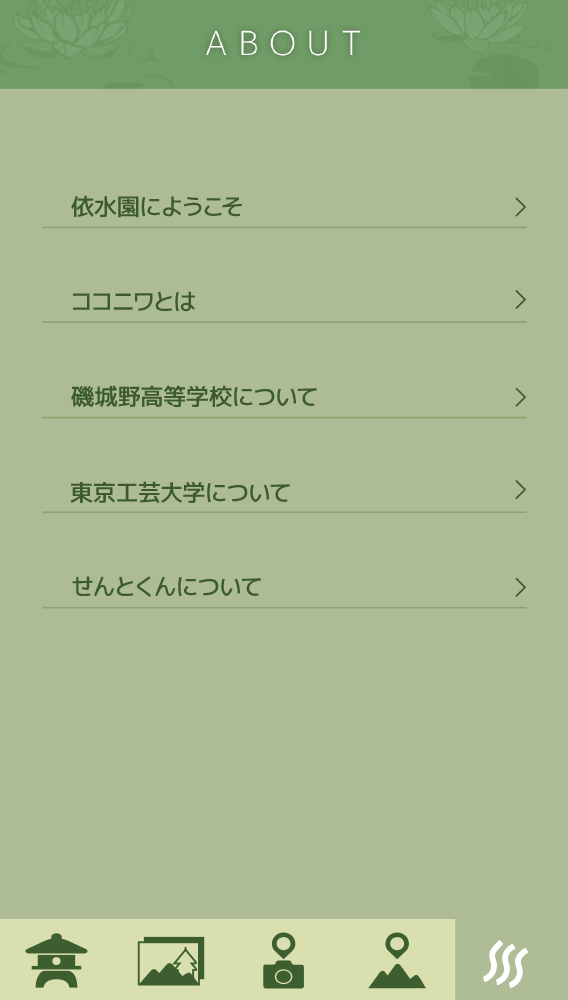 ABOUT
依水園にようこそ
ココニワとは
磯城野高等学校について
東京工芸大学について
せんとくんについて